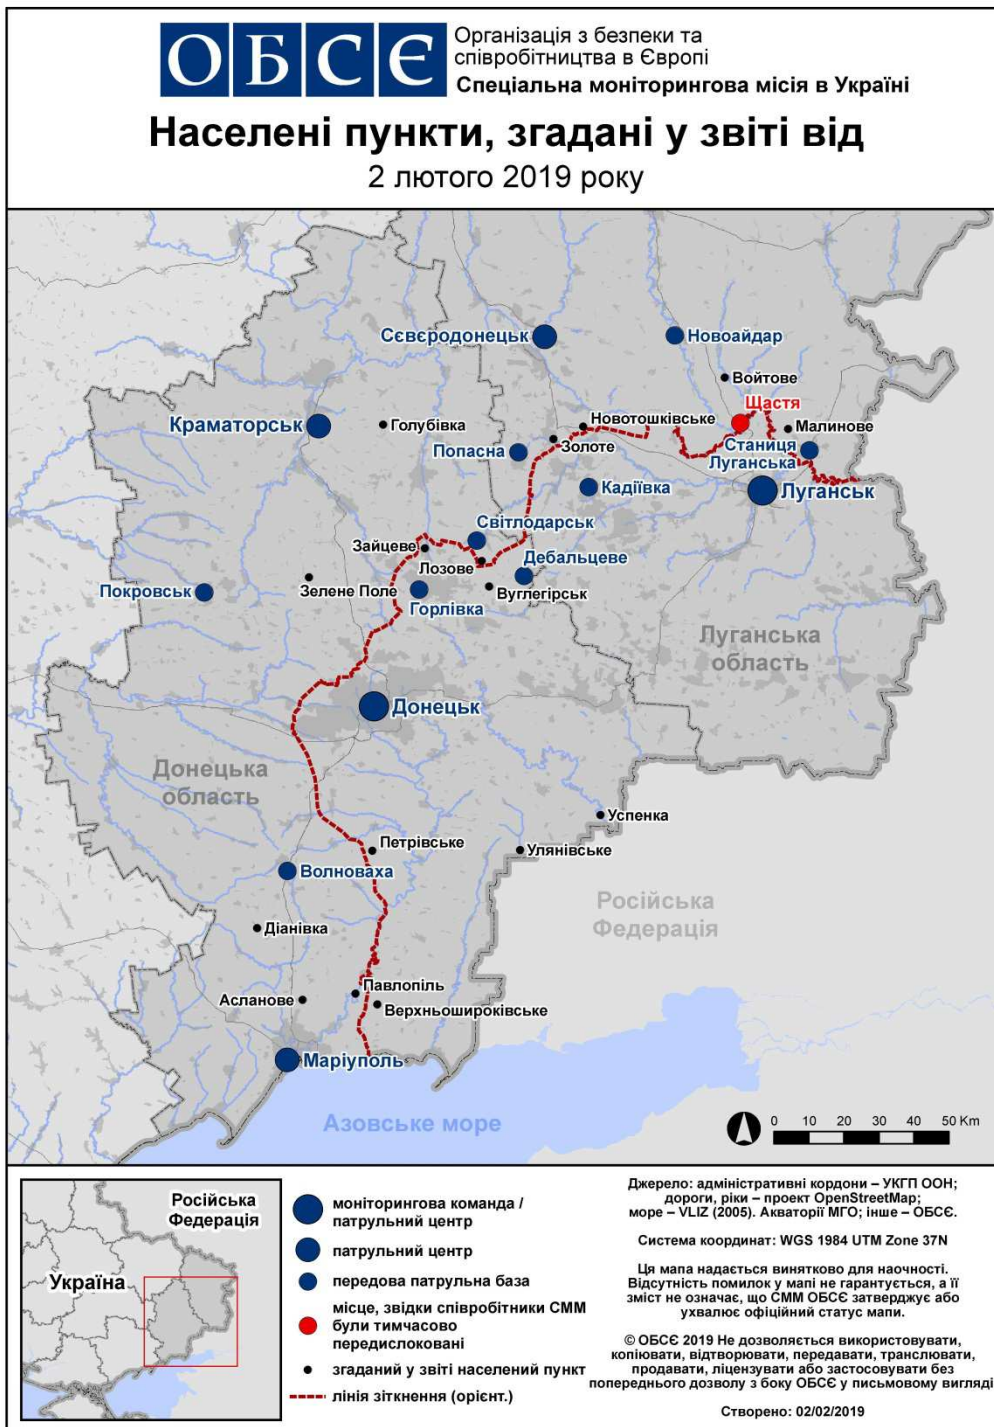 ОБСЄ
Організація з безпеки та
співробітництва в Європі
Спеціальна моніторингова місія в Україні
Населені пункти, згадані у звіті від
2 лютого 2019 року
Сєвєродонецьк
Новоайдар
Войтове
Щастя
Краматорськ
Голубівка
Новотошківське
Малинове
Золоте
Попасна
Станиця
Луганська
Кадіївка
Луганськ
Світлодарськ
Зайцеве
Лозове
Дебальцеве
Покровськ
Зелене Поле
Горлівка
Вуглегірськ
Луганська
область
Донецьк
Донецька
область
Успенка
Петрівське
Улянівське
Волноваха
Російська
Федерація
Діанівка
Павлопіль
Асланове
Верхньошироківське
Маріуполь
Азовське море
0 10 20 30 40 50 Км
Російська
Федерація
Україна
моніторингова команда /
патрульний центр
патрульний центр
передова патрульна база
місце, звідки співробітники СММ
були тимчасово
передислоковані
згаданий у звіті населений пункт
лінія зіткнення (орієнт.)
Джерело: адміністративні кордони – УКГП ООН;
дороги, ріки – проект OpenStreetMap;
море – VLIZ (2005). Акваторії МГО; інше – ОБСЄ.
Система координат: WGS 1984 UTM Zone 37N
Ця мапа надається винятково для наочності.
Відсутність помилок у мапі не гарантується, а її
зміст не означає, що СММ ОБСЄ затверджує або
ухвалює офіційний статус мапи.
© ОБСЄ 2019 Не дозволяється використовувати,
копіювати, відтворювати, передавати, транслювати,
продавати, ліцензувати або застосовувати без
попереднього дозволу з боку ОБСЄ у письмовому вигляді
Створено: 02/02/2019